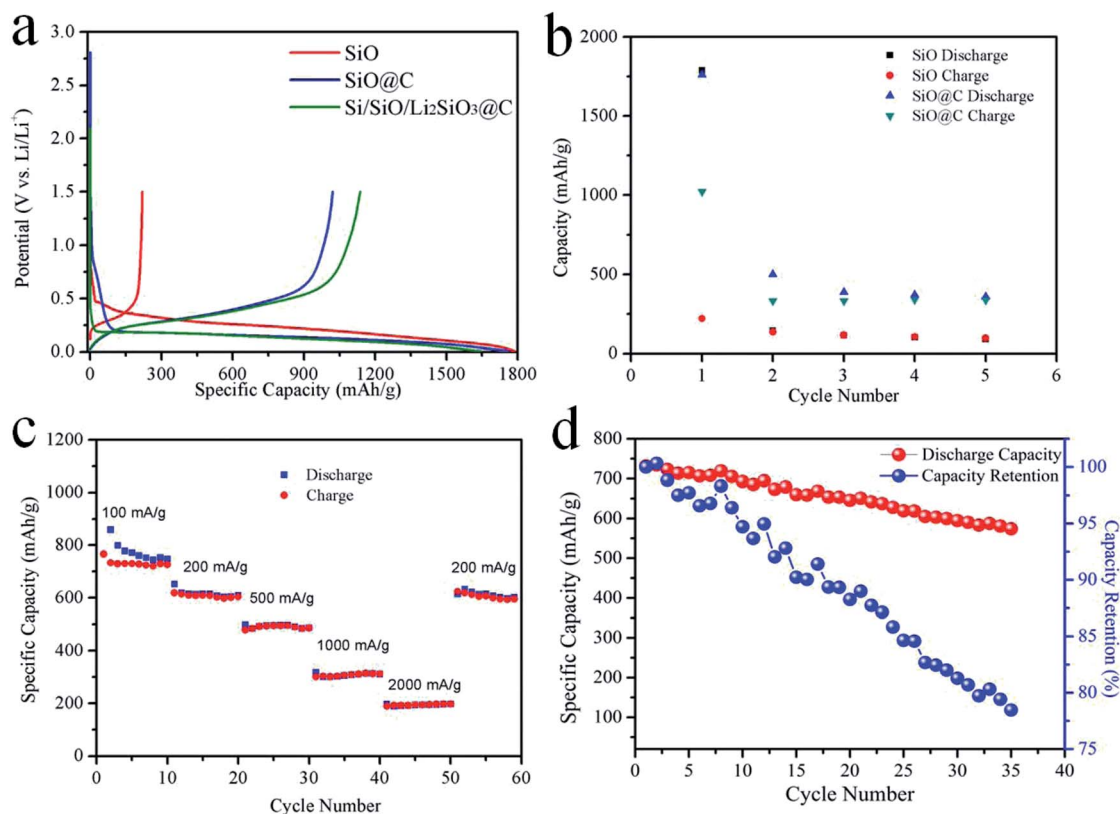 a
3.0
2.5
2.0
1.5
1.0
0.5
0.0
Potential (V vs. Li/Li⁺)
SiO
SiO@C
Si/SiO/Li₂SiO₃@C
0 300 600 900 1200 1500 1800
Specific Capacity (mAh/g)
b
2000
1500
1000
500
0
Capacity (mAh/g)
SiO Discharge
SiO Charge
SiO@C Discharge
SiO@C Charge
0 1 2 3 4 5 6
Cycle Number
c
1200
1000
800
600
400
200
0
Specific Capacity (mAh/g)
Discharge
Charge
100 mA/g
200 mA/g
500 mA/g
1000 mA/g
2000 mA/g
200 mA/g
0 10 20 30 40 50 60
Cycle Number
d
800
700
600
500
400
300
200
100
Specific Capacity (mAh/g)
Discharge Capacity
Capacity Retention
100
95
90
85
80
75
Capacity Retention (%)
0 5 10 15 20 25 30 35 40
Cycle Number